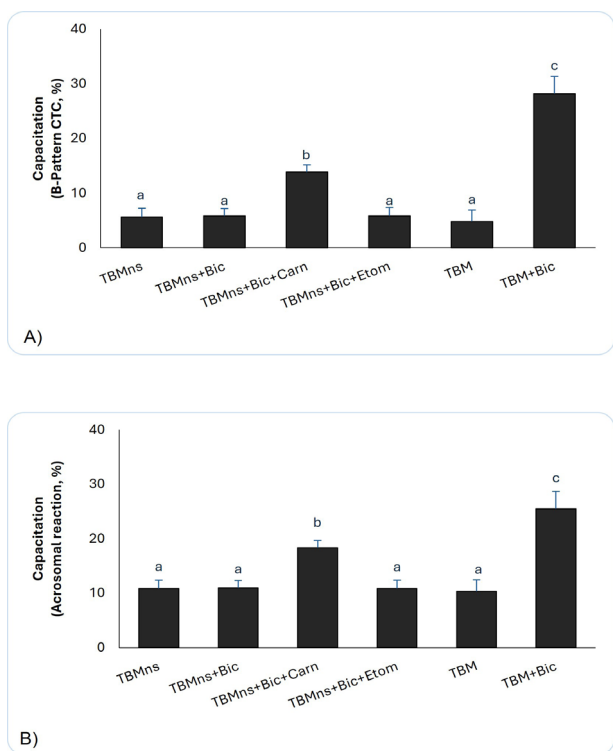 40
30
20
10
0
Capacitation
(B-Pattern CTC, %)
a
a
b
a
a
c
TBMns
TBMns+Bic
TBMns+Bic+Carn
TBMns+Bic+Etom
TBM
TBM+Bic
A)
40
30
20
10
0
Capacitation
(Acrosomal reaction, %)
a
a
b
a
a
c
TBMns
TBMns+Bic
TBMns+Bic+Carn
TBMns+Bic+Etom
TBM
TBM+Bic
B)